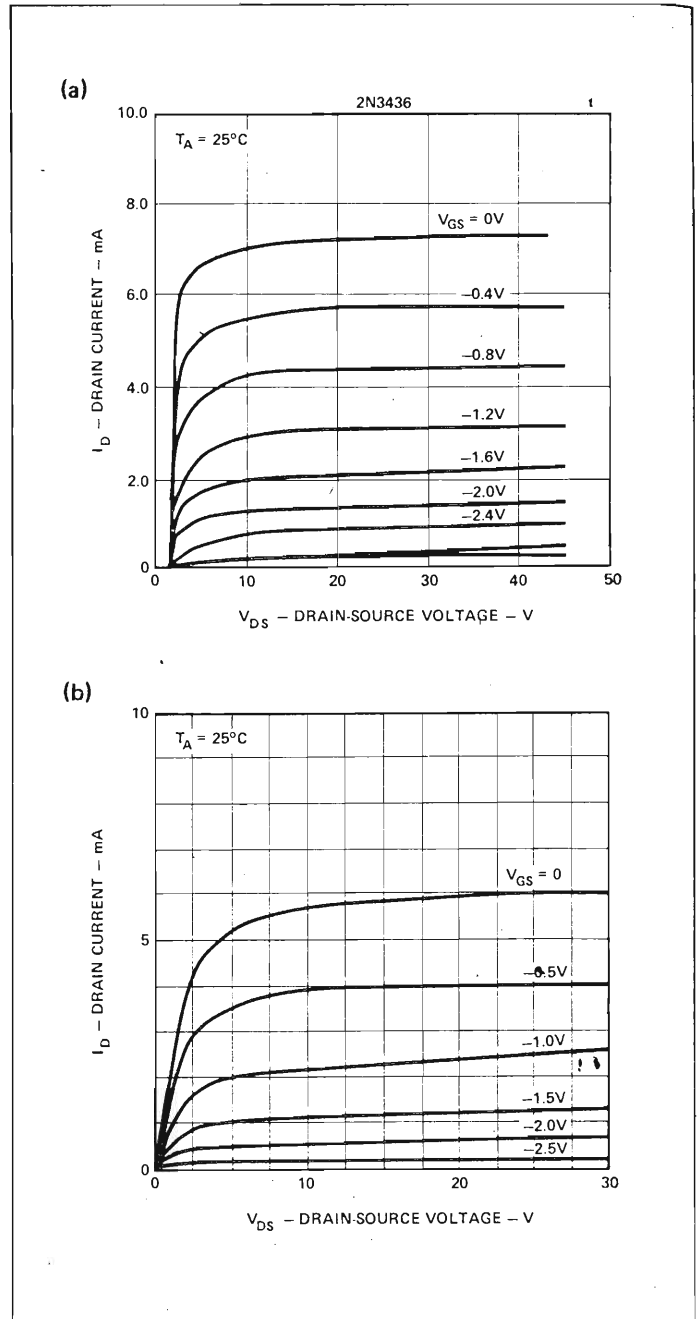 (a)
2N3436
10.0
T_A = 25°C
8.0
V_GS = 0V
6.0
–0.4V
–0.8V
4.0
–1.2V
–1.6V
2.0
–2.0V
–2.4V
0
0 10 20 30 40 50
I_D – DRAIN CURRENT – mA
V_DS – DRAIN-SOURCE VOLTAGE – V
(b)
10
T_A = 25°C
V_GS = 0
5
–0.5V
–1.0V
–1.5V
–2.0V
–2.5V
0
0 10 20 30
I_D – DRAIN CURRENT – mA
V_DS – DRAIN-SOURCE VOLTAGE – V